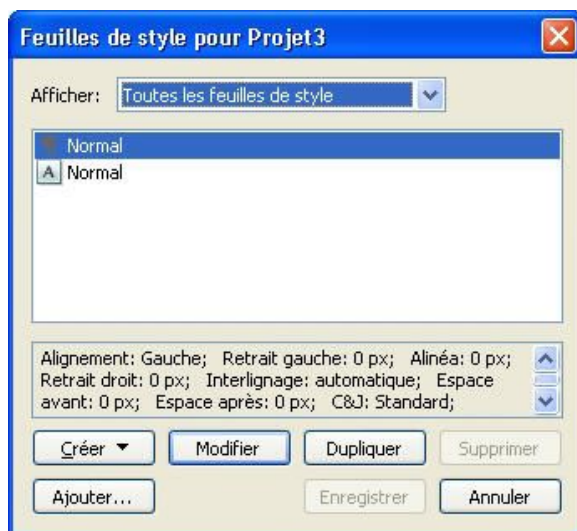 Feuilles de style pour Projet3
Afficher: Toutes les feuilles de style
¶ Normal
A Normal
Alignement: Gauche; Retrait gauche: 0 px; Alinéa: 0 px;
Retrait droit: 0 px; Interlignage: automatique; Espace
avant: 0 px; Espace après: 0 px; C&J: Standard;
Créer Modifier Dupliquer Supprimer
Ajouter... Enregistrer Annuler